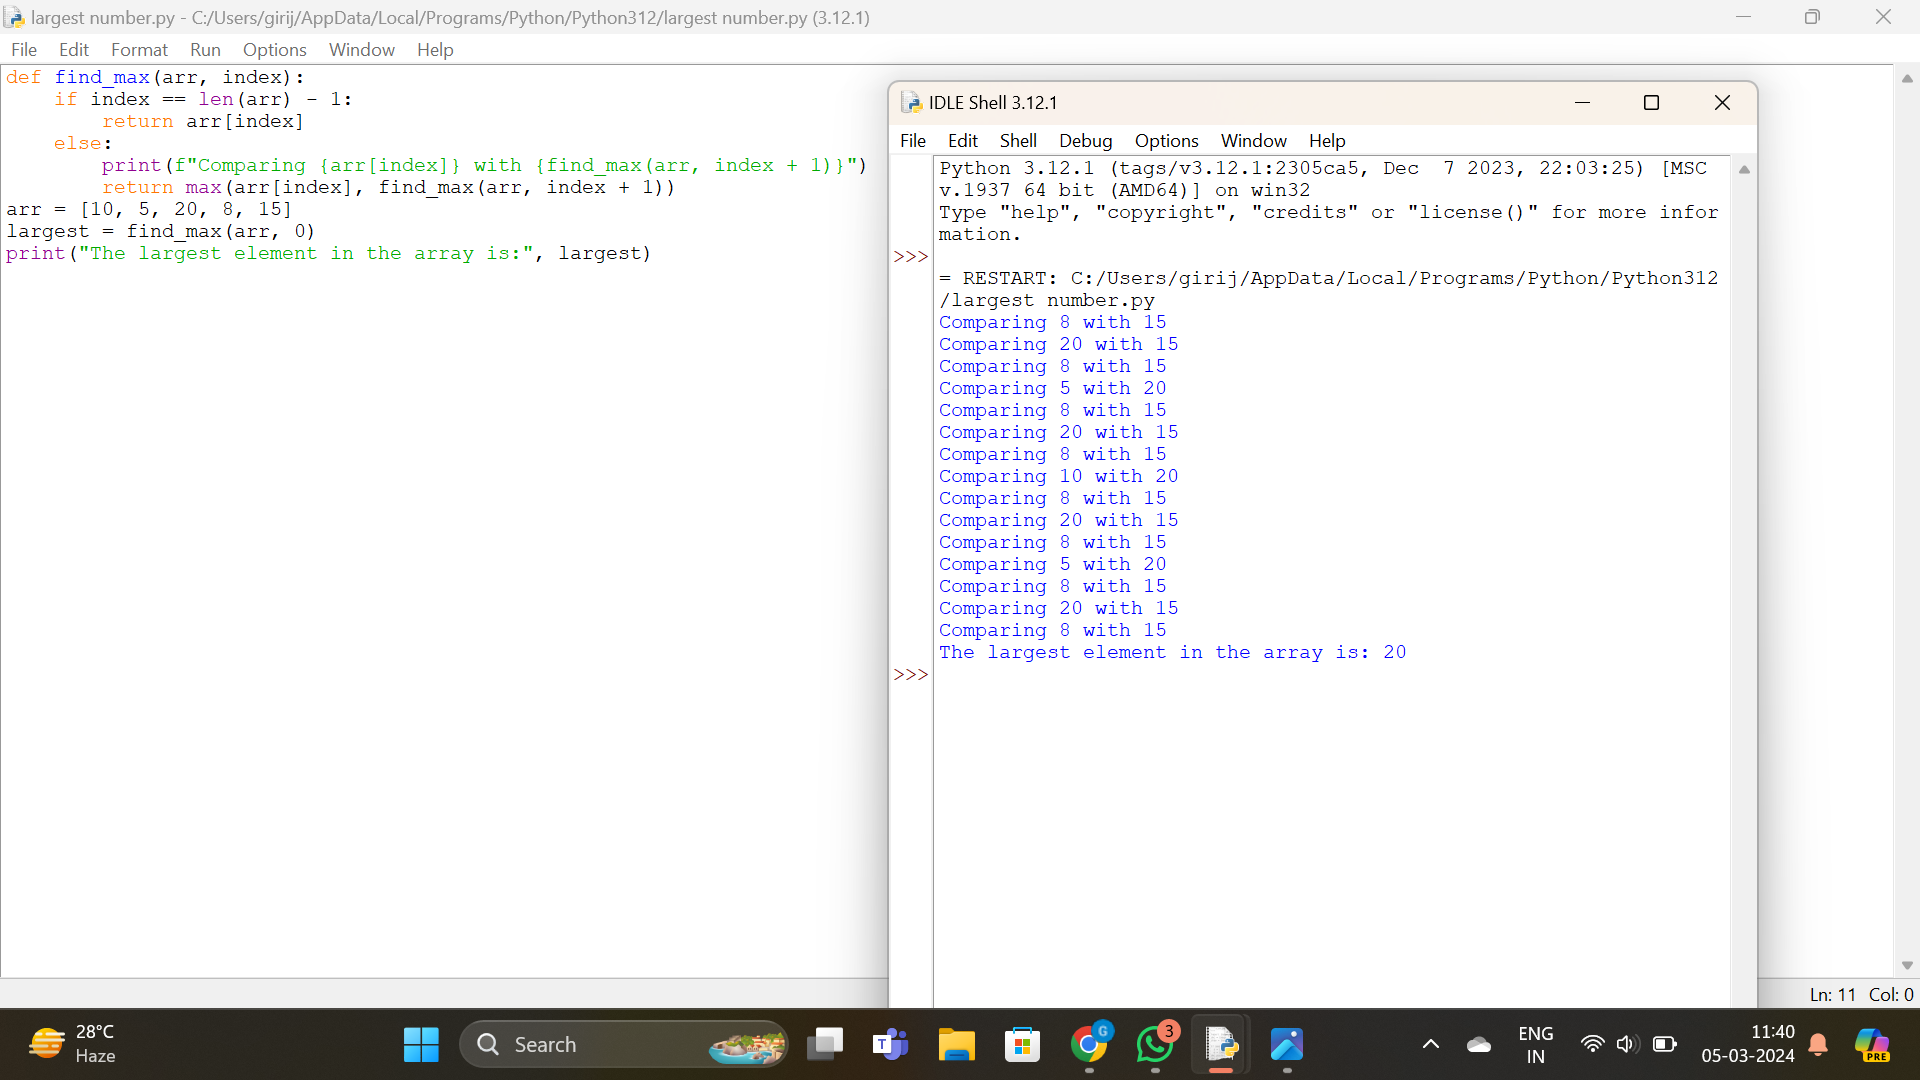 largest number.py - C:/Users/girij/AppData/Local/Programs/Python/Python312/largest number.py (3.12.1)
File Edit Format Run Options Window Help
def find_max(arr, index):
    if index == len(arr) - 1:
        return arr[index]
    else:
        print(f"Comparing {arr[index]} with {find_max(arr, index + 1)}")
        return max(arr[index], find_max(arr, index + 1))
arr = [10, 5, 20, 8, 15]
largest = find_max(arr, 0)
print("The largest element in the array is:", largest)
IDLE Shell 3.12.1
File Edit Shell Debug Options Window Help
Python 3.12.1 (tags/v3.12.1:2305ca5, Dec  7 2023, 22:03:25) [MSC
v.1937 64 bit (AMD64)] on win32
Type "help", "copyright", "credits" or "license()" for more infor
mation.
>>>
= RESTART: C:/Users/girij/AppData/Local/Programs/Python/Python312
/largest number.py
Comparing 8 with 15
Comparing 20 with 15
Comparing 8 with 15
Comparing 5 with 20
Comparing 8 with 15
Comparing 20 with 15
Comparing 8 with 15
Comparing 10 with 20
Comparing 8 with 15
Comparing 20 with 15
Comparing 8 with 15
Comparing 5 with 20
Comparing 8 with 15
Comparing 20 with 15
Comparing 8 with 15
The largest element in the array is: 20
>>>
Ln: 11 Col: 0
28°C
Haze
Search
T
G
3
ENG
IN
11:40
05-03-2024
PRE